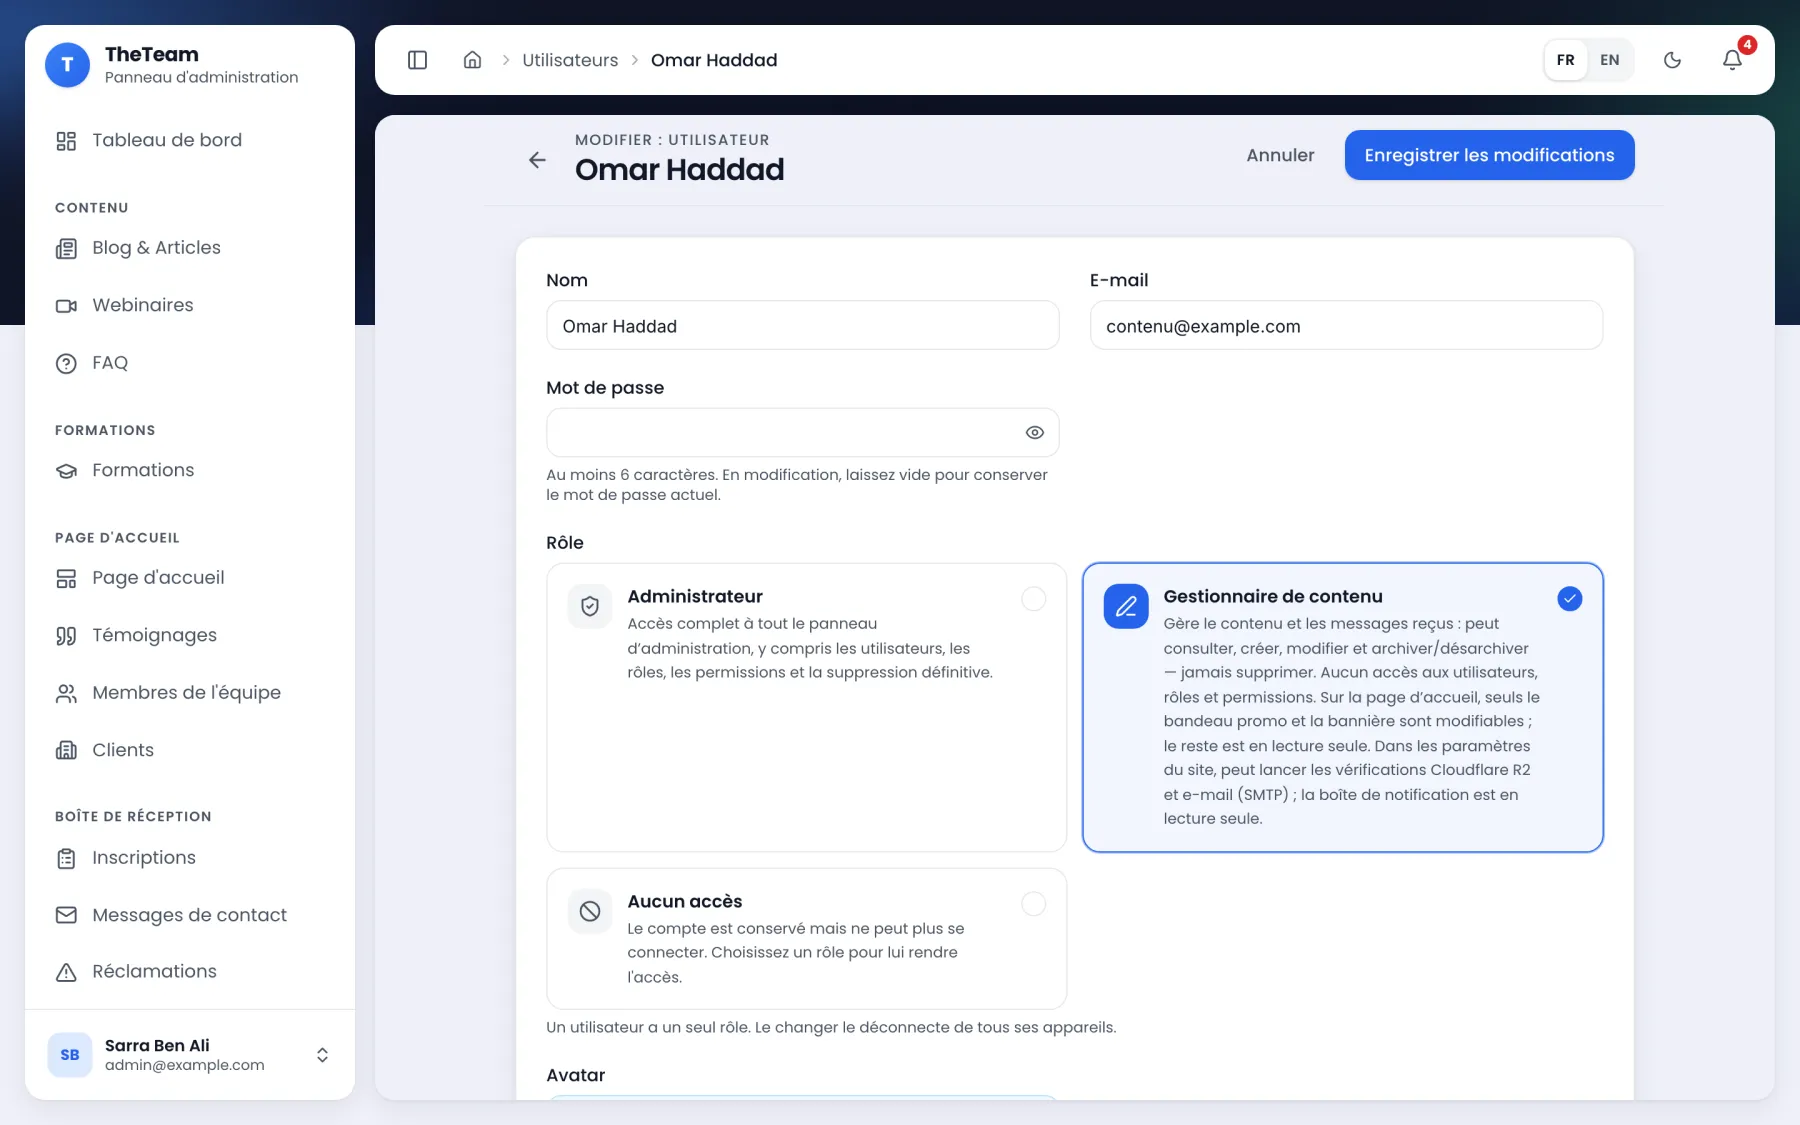 T
TheTeam
Panneau d'administration
Tableau de bord
CONTENU
Blog & Articles
Webinaires
FAQ
FORMATIONS
Formations
PAGE D'ACCUEIL
Page d'accueil
Témoignages
Membres de l'équipe
Clients
BOÎTE DE RÉCEPTION
Inscriptions
Messages de contact
Réclamations
SB
Sarra Ben Ali
admin@example.com
Utilisateurs
Omar Haddad
FR
EN
4
MODIFIER : UTILISATEUR
Omar Haddad
Annuler
Enregistrer les modifications
Nom
Omar Haddad
E-mail
contenu@example.com
Mot de passe
Au moins 6 caractères. En modification, laissez vide pour conserver
le mot de passe actuel.
Rôle
Administrateur
Accès complet à tout le panneau
d’administration, y compris les utilisateurs, les
rôles, les permissions et la suppression définitive.
Gestionnaire de contenu
Gère le contenu et les messages reçus : peut
consulter, créer, modifier et archiver/désarchiver
— jamais supprimer. Aucun accès aux utilisateurs,
rôles et permissions. Sur la page d’accueil, seuls le
bandeau promo et la bannière sont modifiables ;
le reste est en lecture seule. Dans les paramètres
du site, peut lancer les vérifications Cloudflare R2
et e-mail (SMTP) ; la boîte de notification est en
lecture seule.
Aucun accès
Le compte est conservé mais ne peut plus se
connecter. Choisissez un rôle pour lui rendre
l'accès.
Un utilisateur a un seul rôle. Le changer le déconnecte de tous ses appareils.
Avatar